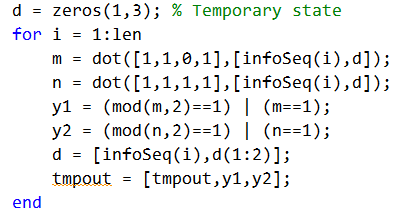 d = zeros(1,3); % Temporary state
for i = 1:len
    m = dot([1,1,0,1],[infoSeq(i),d]);
    n = dot([1,1,1,1],[infoSeq(i),d]);
    y1 = (mod(m,2)==1) | (m==1);
    y2 = (mod(n,2)==1) | (n==1);
    d = [infoSeq(i),d(1:2)];
    tmpout = [tmpout,y1,y2];
end